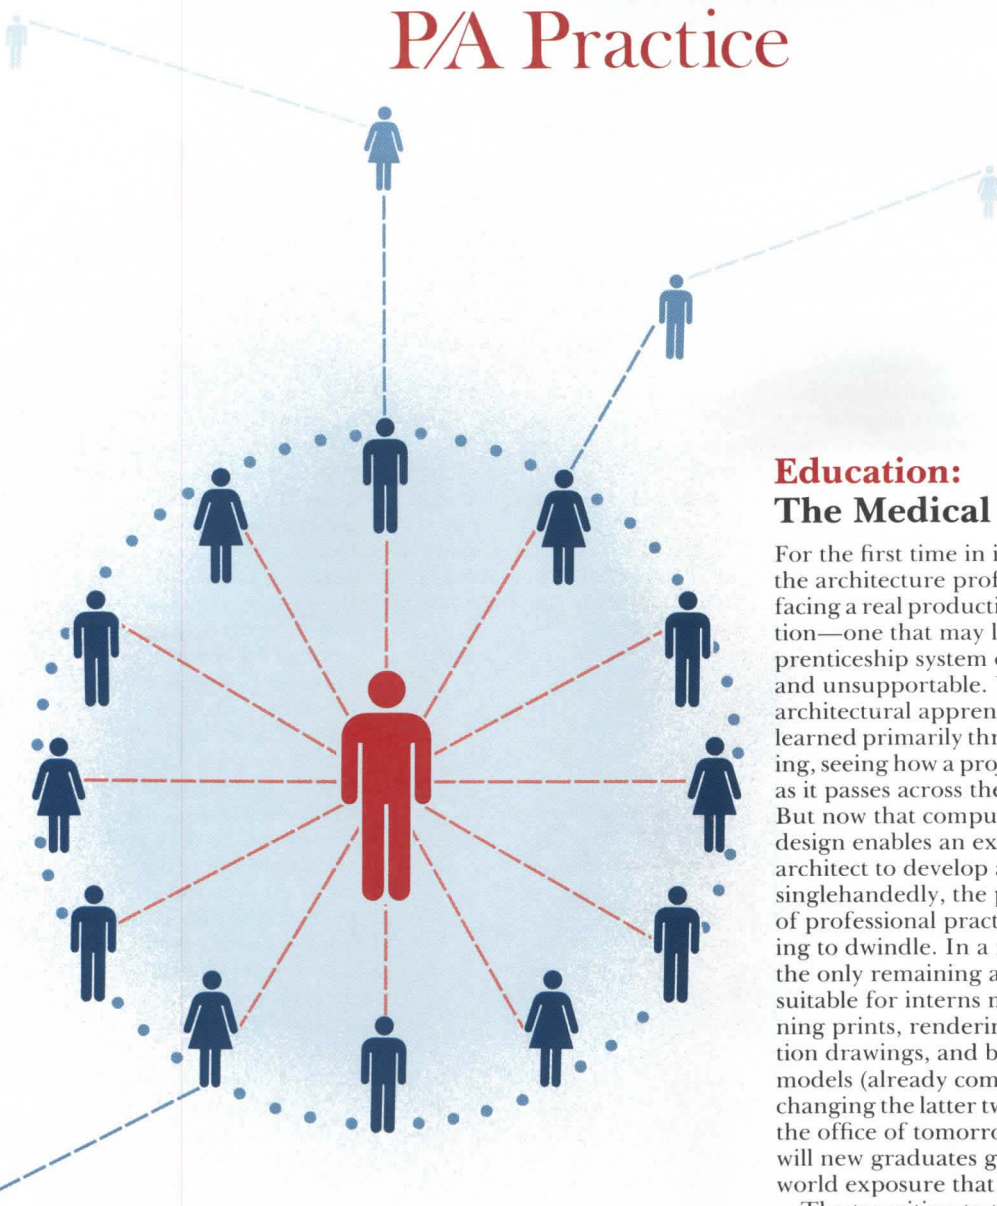 P/A Practice
Education:
The Medical
For the first time in i
the architecture prof
facing a real producti
tion—one that may l
prenticeship system o
and unsupportable.
architectural appren
learned primarily thr
ing, seeing how a proj
as it passes across the
But now that compu
design enables an ex
architect to develop a
singlehandedly, the p
of professional pract
ing to dwindle. In a
the only remaining a
suitable for interns m
ning prints, renderin
tion drawings, and b
models (already com
changing the latter tw
the office of tomorro
will new graduates g
world exposure that